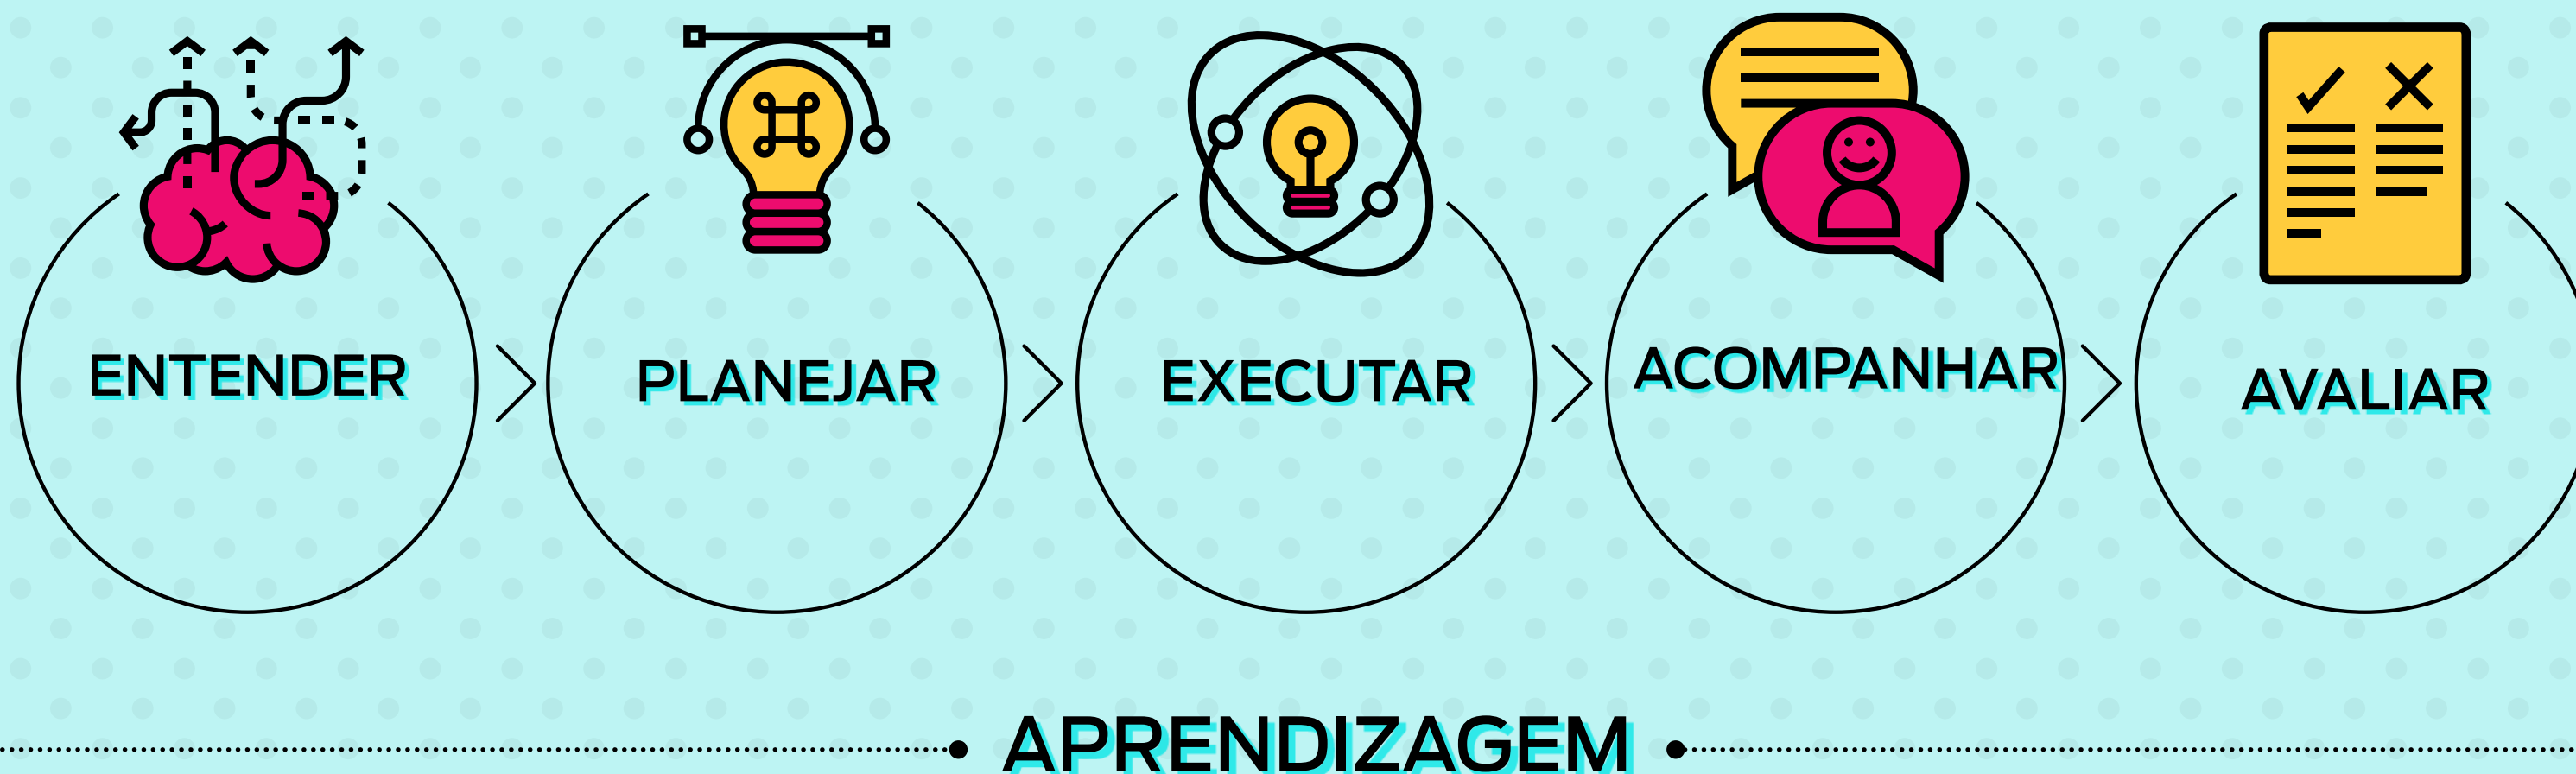 ENTENDER
PLANEJAR
EXECUTAR
ACOMPANHAR
AVALIAR
APRENDIZAGEM